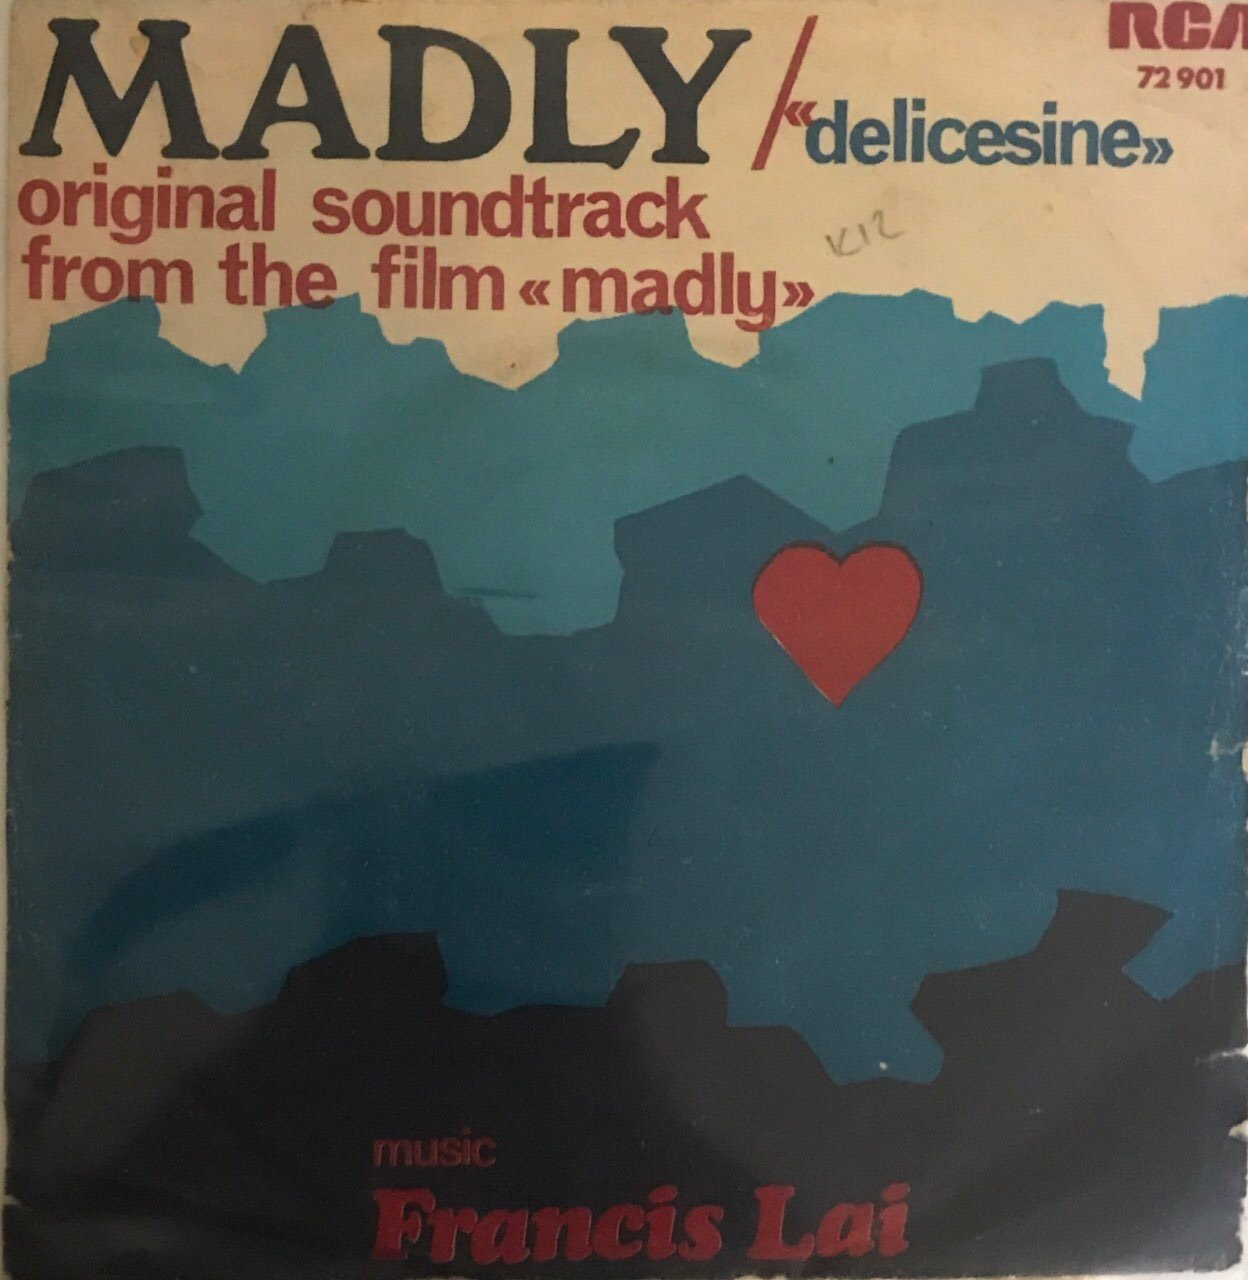 MADLY /
RCA
72 901
«delicesine»
original soundtrack
from the film «madly»
K12
music
Francis Lai